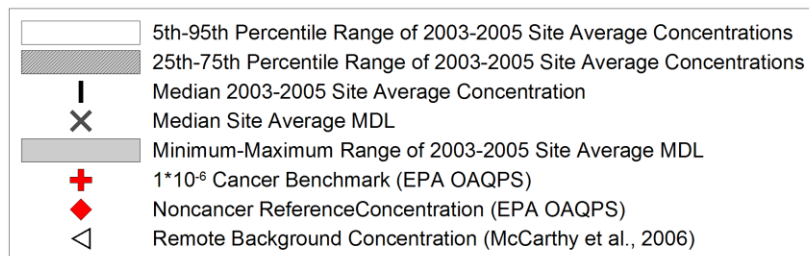 5th-95th Percentile Range of 2003-2005 Site Average Concentrations
25th-75th Percentile Range of 2003-2005 Site Average Concentrations
Median 2003-2005 Site Average Concentration
Median Site Average MDL
Minimum-Maximum Range of 2003-2005 Site Average MDL
1*10⁻⁶ Cancer Benchmark (EPA OAQPS)
Noncancer ReferenceConcentration (EPA OAQPS)
Remote Background Concentration (McCarthy et al., 2006)